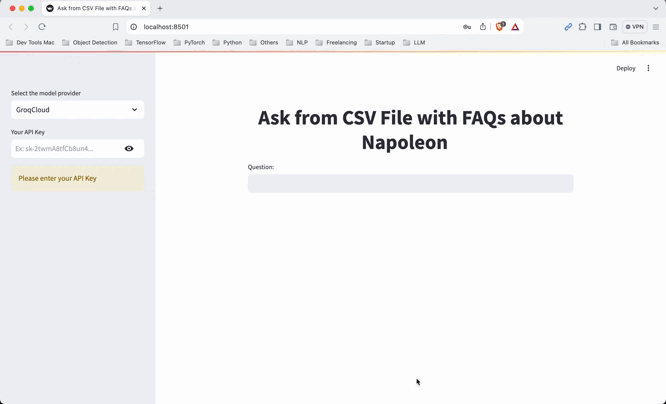 Ask from CSV File with FAQs
localhost:8501
VPN
Dev Tools Mac
Object Detection
TensorFlow
PyTorch
Python
Others
NLP
Freelancing
Startup
LLM
All Bookmarks
Deploy
Select the model provider
GroqCloud
Your API Key
Ex: sk-2twmA8tfCb8un4...
Please enter your API Key
Ask from CSV File with FAQs about
Napoleon
Question: